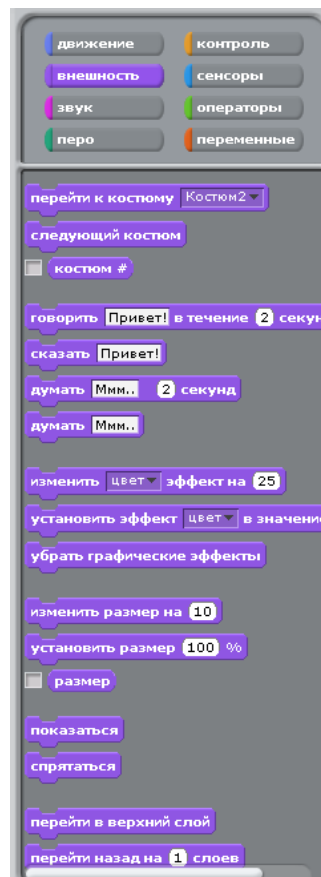 движение контроль
внешность сенсоры
звук операторы
перо переменные
перейти к костюму Костюм2
следующий костюм
костюм #
говорить Привет! в течение 2 секун
сказать Привет!
думать Ммм.. 2 секунд
думать Ммм..
изменить цвет эффект на 25
установить эффект цвет в значение
убрать графические эффекты
изменить размер на 10
установить размер 100 %
размер
показаться
спрятаться
перейти в верхний слой
перейти назад на 1 слоев